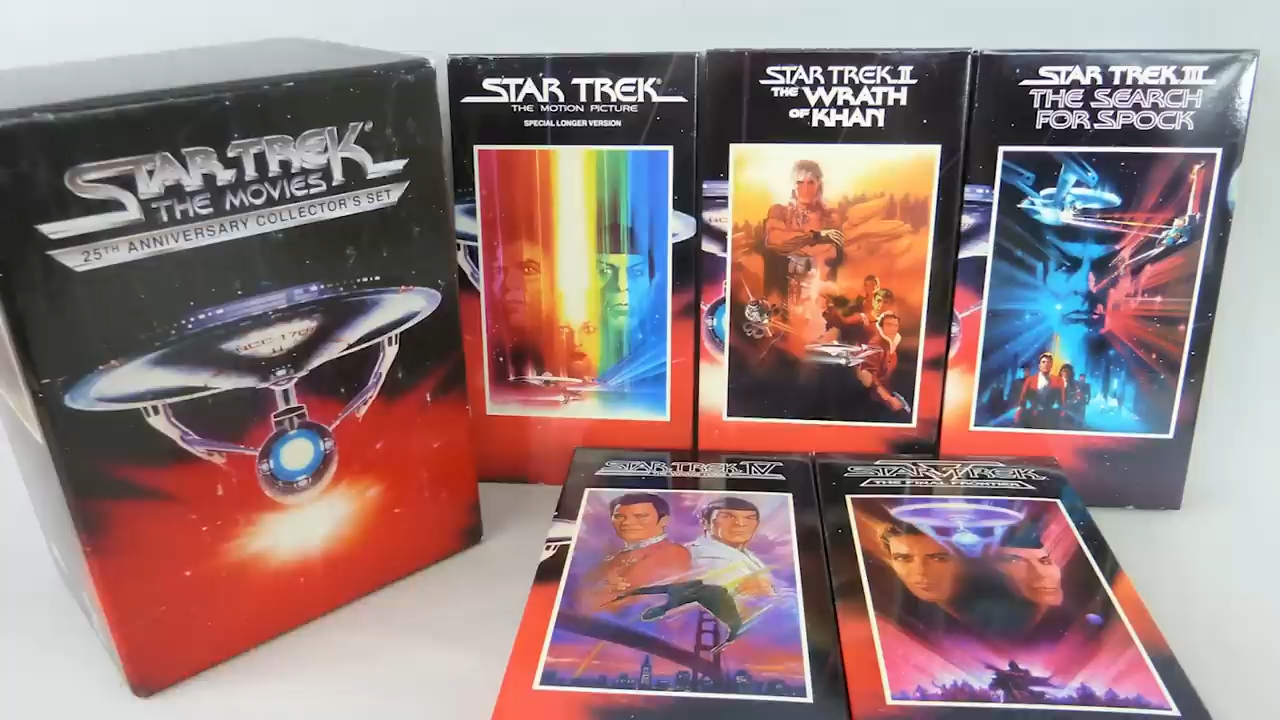 STAR TREK®
THE MOVIES
25TH ANNIVERSARY COLLECTOR'S SET
STAR TREK®
THE MOTION PICTURE
SPECIAL LONGER VERSION
STAR TREK II
THE WRATH
OF KHAN
STAR TREK III
THE SEARCH
FOR SPOCK
STAR TREK IV
STAR TREK V
THE FINAL FRONTIER